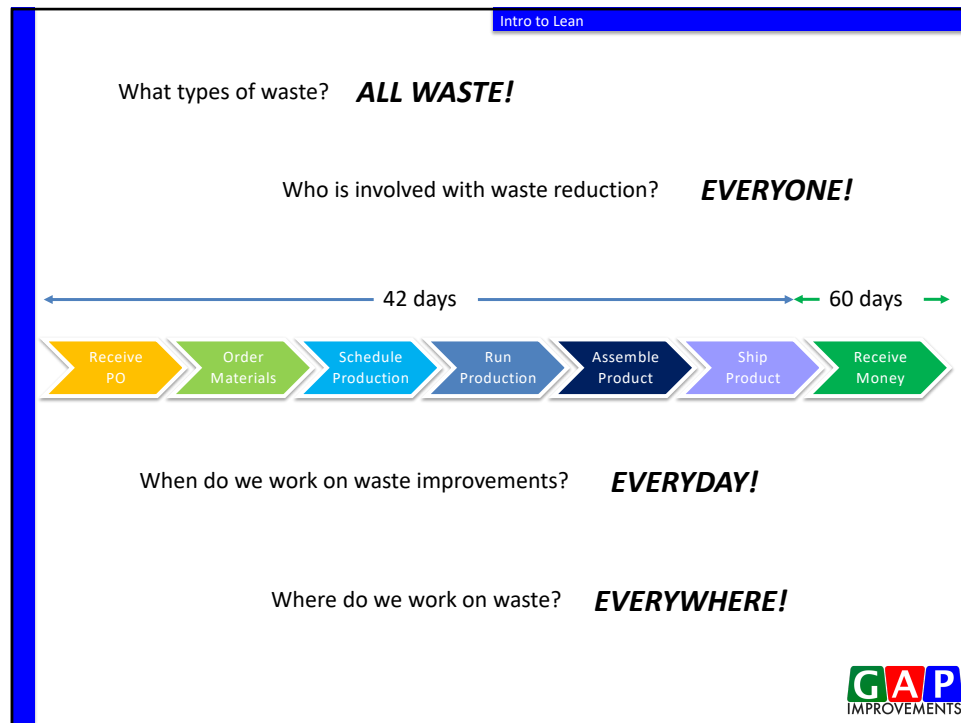 Intro to Lean
What types of waste? ALL WASTE!
Who is involved with waste reduction? EVERYONE!
42 days 60 days
Receive PO
Order Materials
Schedule Production
Run Production
Assemble Product
Ship Product
Receive Money
When do we work on waste improvements? EVERYDAY!
Where do we work on waste? EVERYWHERE!
GAP
IMPROVEMENTS